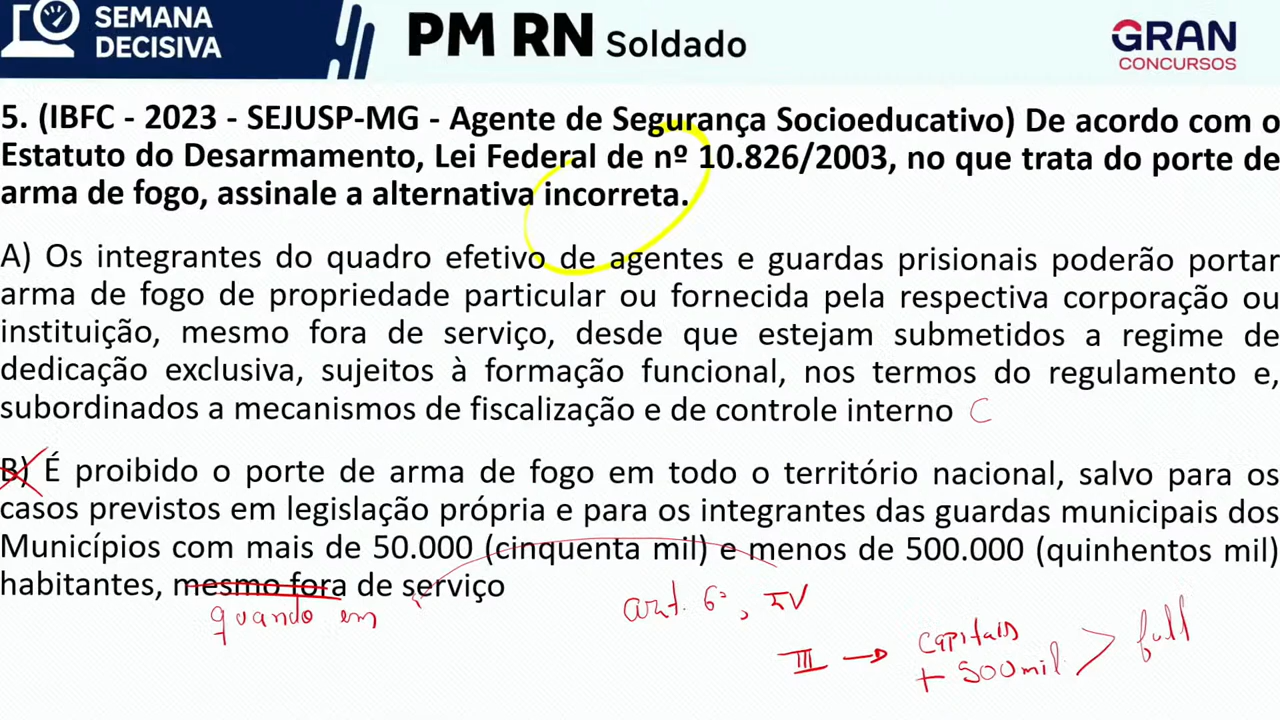 SEMANA
DECISIVA
PM RN Soldado
GRAN
CONCURSOS
5. (IBFC - 2023 - SEJUSP-MG - Agente de Segurança Socioeducativo) De acordo com o
Estatuto do Desarmamento, Lei Federal de nº 10.826/2003, no que trata do porte de
arma de fogo, assinale a alternativa incorreta.
A) Os integrantes do quadro efetivo de agentes e guardas prisionais poderão portar
arma de fogo de propriedade particular ou fornecida pela respectiva corporação ou
instituição, mesmo fora de serviço, desde que estejam submetidos a regime de
dedicação exclusiva, sujeitos à formação funcional, nos termos do regulamento e,
subordinados a mecanismos de fiscalização e de controle interno C
B) É proibido o porte de arma de fogo em todo o território nacional, salvo para os
casos previstos em legislação própria e para os integrantes das guardas municipais dos
Municípios com mais de 50.000 (cinquenta mil) e menos de 500.000 (quinhentos mil)
habitantes, mesmo fora de serviço
quando em
art. 6º, IV
III → capitais
+ 500mil > full